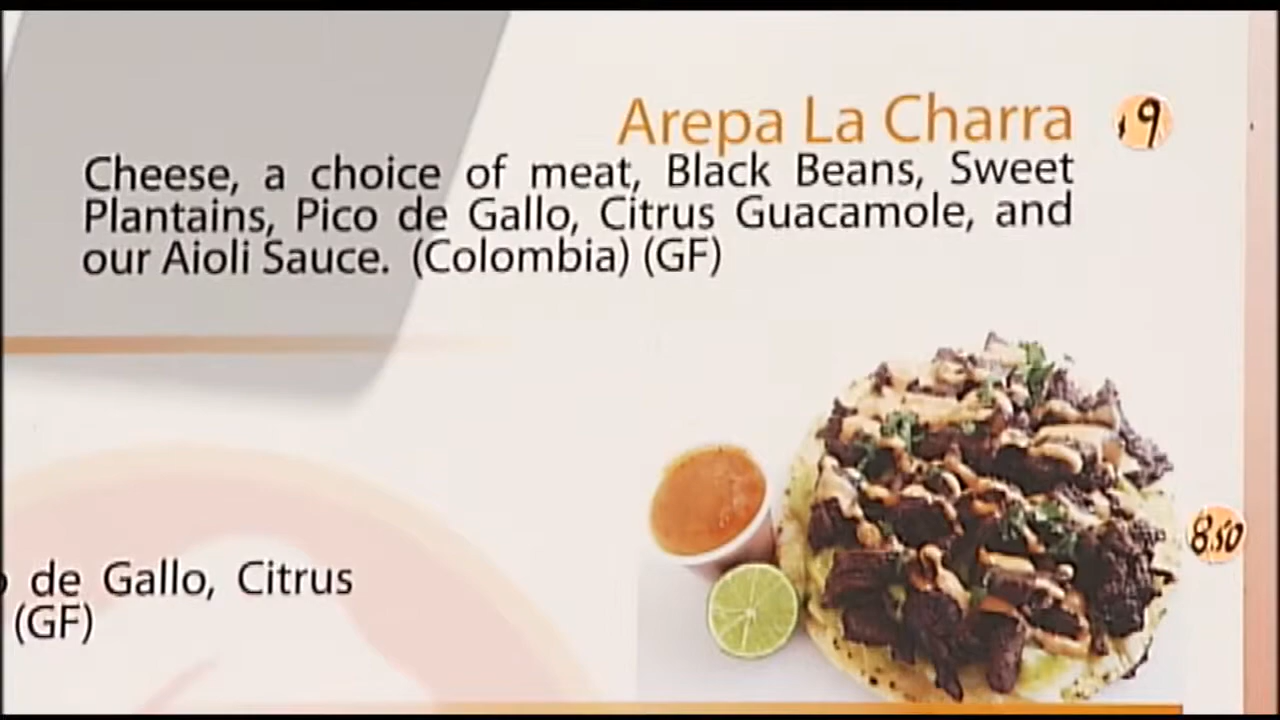 Arepa La Charra
9
Cheese, a choice of meat, Black Beans, Sweet
Plantains, Pico de Gallo, Citrus Guacamole, and
our Aioli Sauce. (Colombia) (GF)
8.50
de Gallo, Citrus
(GF)